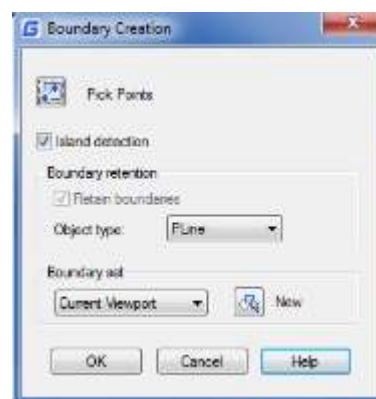 Boundary Creation
Pick Points
Island detection
Boundary retention
Retain boundaries
Object type: PLine
Boundary set
Current Viewport New
OK Cancel Help